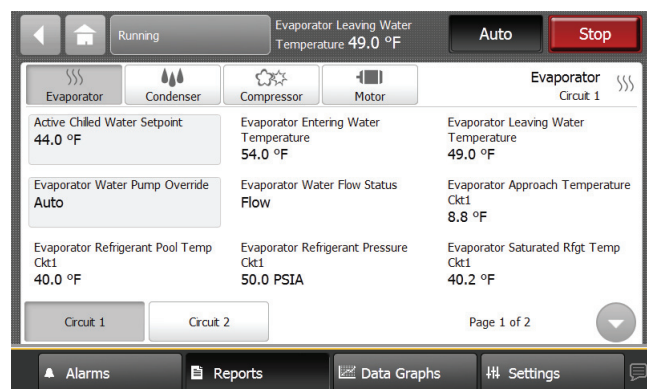 Running
Evaporator Leaving Water
Temperature 49.0 °F
Auto
Stop
Evaporator
Condenser
Compressor
Motor
Evaporator
Circuit 1
Active Chilled Water Setpoint
44.0 °F
Evaporator Entering Water
Temperature
54.0 °F
Evaporator Leaving Water
Temperature
49.0 °F
Evaporator Water Pump Override
Auto
Evaporator Water Flow Status
Flow
Evaporator Approach Temperature
Ckt1
8.8 °F
Evaporator Refrigerant Pool Temp
Ckt1
40.0 °F
Evaporator Refrigerant Pressure
Ckt1
50.0 PSIA
Evaporator Saturated Rfgt Temp
Ckt1
40.2 °F
Circuit 1
Circuit 2
Page 1 of 2
Alarms
Reports
Data Graphs
Settings